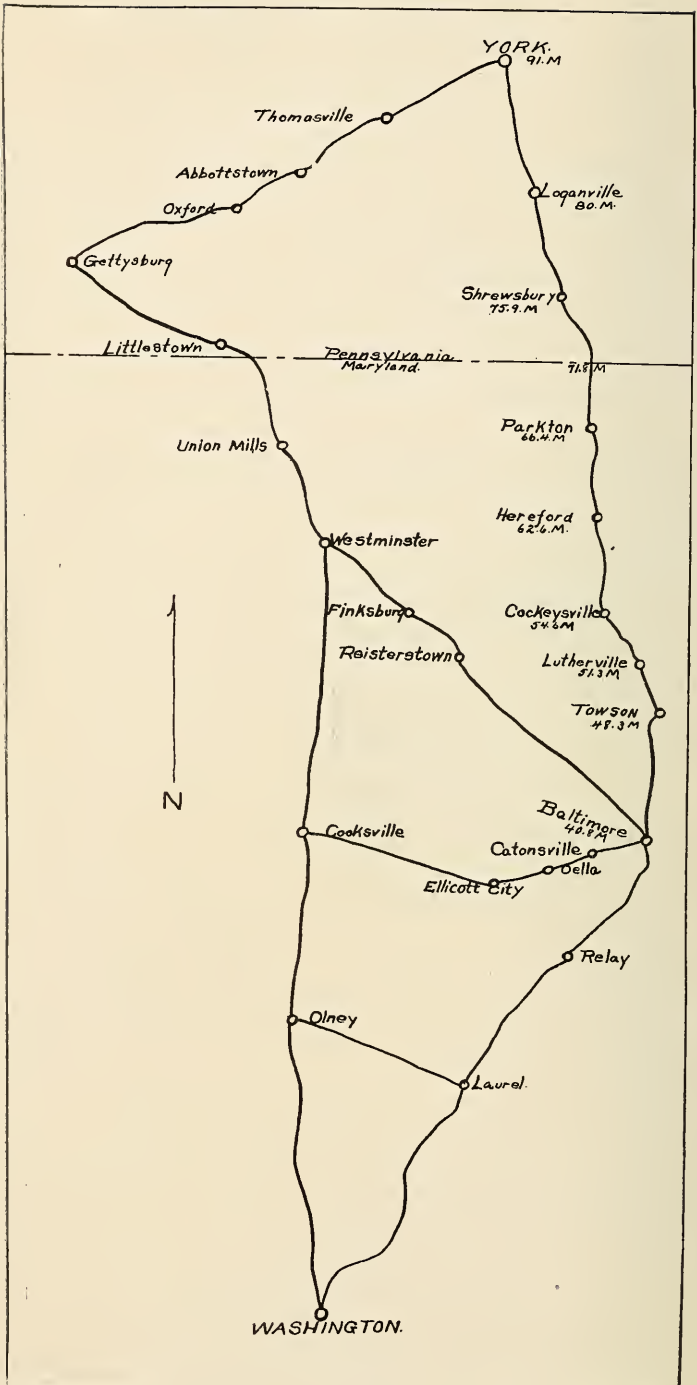 YORK.
91.M
Thomasville
Abbottstown
Oxford
Loganville
80.M.
Gettysburg
Shrewsbury
75.9.M
Littlestown
Pennsylvania
Maryland.
71.8 M
Parkton
66.4.M
Union Mills
Hereford
62.6.M.
Westminster
Finksburg
Cockeysville
54.6M
Reisterstown
Lutherville
51.3 M
TOWSON
48.3 M
N
Baltimore
40.8M
Cooksville
Catonsville
Oella
Ellicott City
Relay
Olney
Laurel.
WASHINGTON.